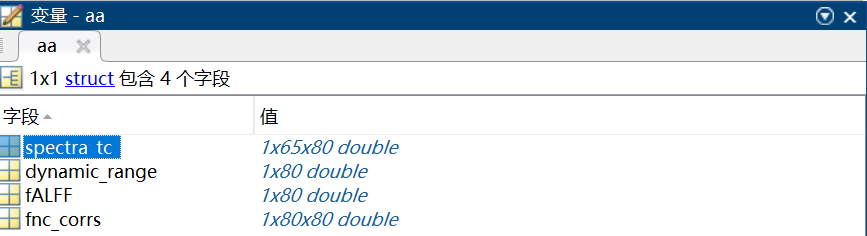 变量 - aa
aa
1x1 struct 包含 4 个字段
字段 值
spectra_tc 1x65x80 double
dynamic_range 1x80 double
fALFF 1x80 double
fnc_corrs 1x80x80 double